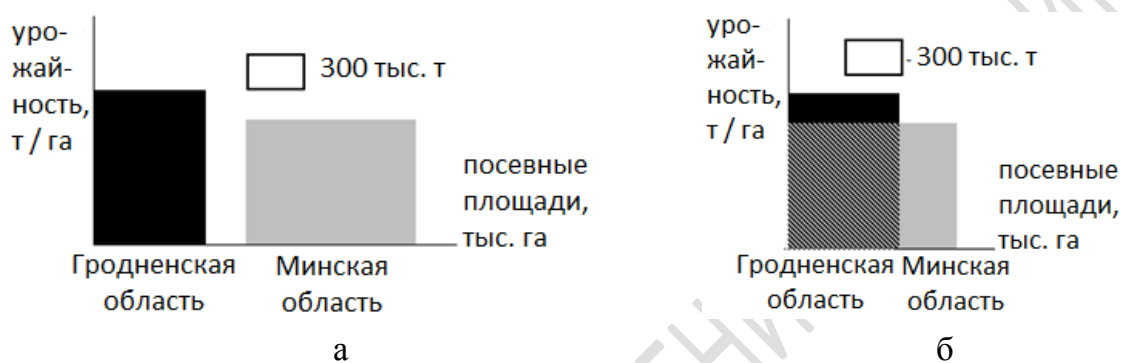 уро-
жай-
ность,
т / га
300 тыс. т
посевные
площади,
тыс. га
Гродненская
область
Минская
область
а
уро-
жай-
ность,
т / га
- 300 тыс. т
посевные
площади,
тыс. га
Гродненская
область
Минская
область
б